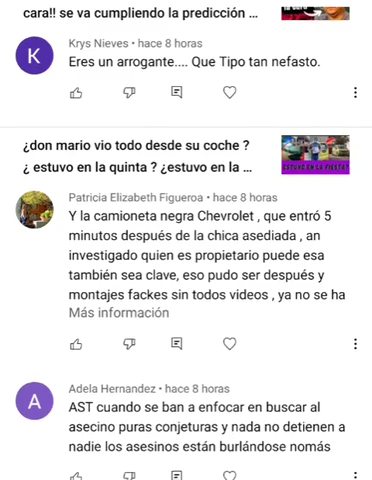 cara!! se va cumpliendo la predicción ...
Krys Nieves • hace 8 horas
K
Eres un arrogante.... Que Tipo tan nefasto.
¿don mario vio todo desde su coche ?
¿ estuvo en la quinta ? ¿estuvo en la ...
ESTUVO EN LA FIESTA?
Patricia Elizabeth Figueroa • hace 8 horas
Y la camioneta negra Chevrolet , que entró 5
minutos después de la chica asediada , an
investigado quien es propietario puede esa
también sea clave, eso pudo ser después y
montajes fackes sin todos videos , ya no se ha
Más información
Adela Hernandez • hace 8 horas
A
AST cuando se ban a enfocar en buscar al
asecino puras conjeturas y nada no detienen a
nadie los asesinos están burlándose nomás